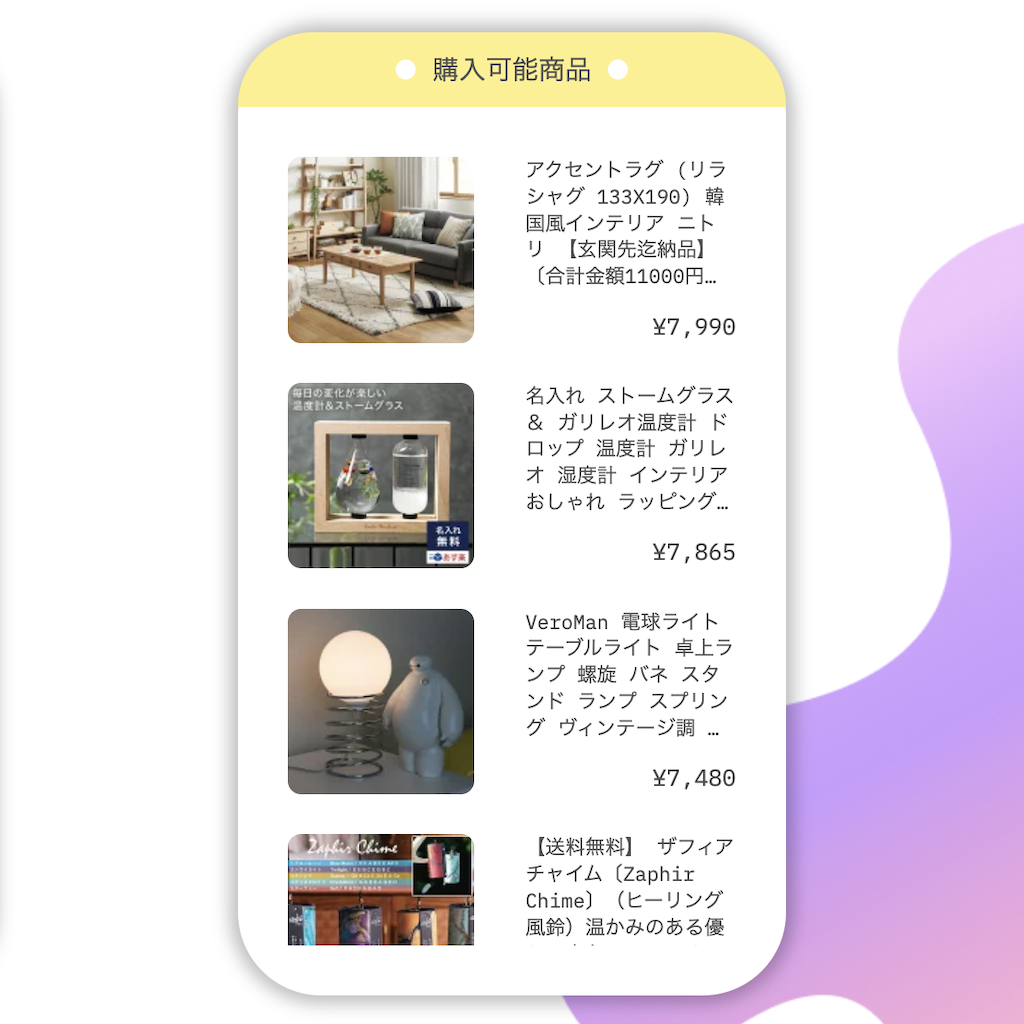 購入可能商品
アクセントラグ (リラ
シャグ 133X190) 韓
国風インテリア ニト
リ 【玄関先迄納品】
〔合計金額11000円…
¥7,990
毎日の変化が楽しい
温度計&ストームグラス
名入れ
無料
あす楽
名入れ ストームグラス
& ガリレオ温度計 ド
ロップ 温度計 ガリレ
オ 湿度計 インテリア
おしゃれ ラッピング…
¥7,865
VeroMan 電球ライト
テーブルライト 卓上ラ
ンプ 螺旋 バネ スタ
ンド ランプ スプリン
グ ヴィンテージ調 …
¥7,480
Zaphir Chime
【送料無料】 ザフィア
チャイム〔Zaphir
Chime〕（ヒーリング
風鈴）温かみのある優